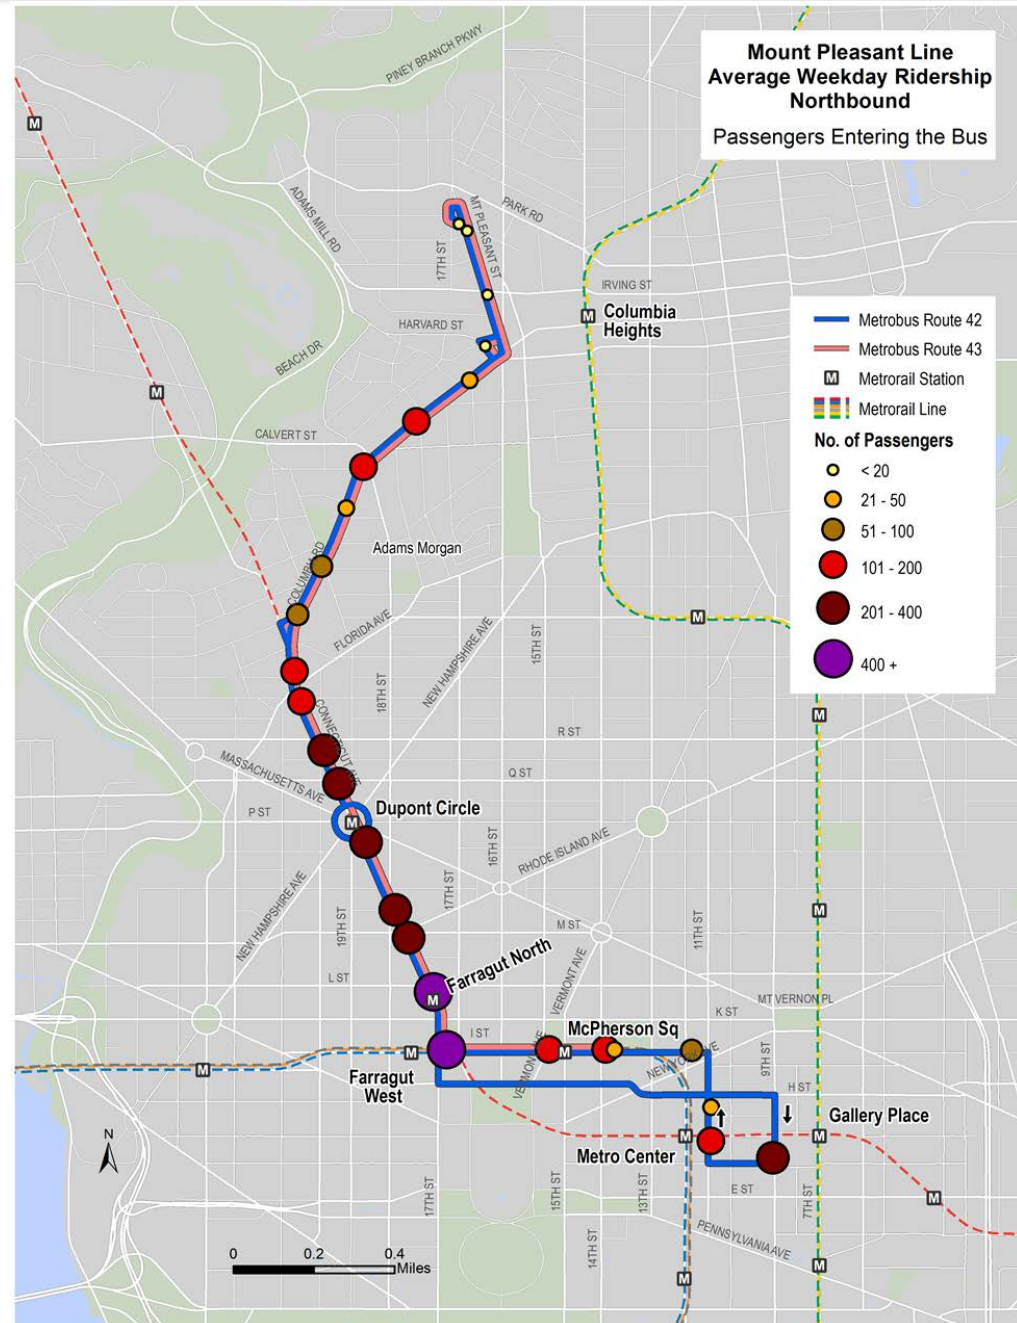 Mount Pleasant Line
Average Weekday Ridership
Northbound
Passengers Entering the Bus
PINEY BRANCH PKWY
M
ADAMS MILL RD
PARK RD
MT PLEASANT ST
17TH ST
IRVING ST
M
Columbia
Heights
HARVARD ST
BEACH DR
M
CALVERT ST
Metrobus Route 42
Metrobus Route 43
M
Metrorail Station
Metrorail Line
No. of Passengers
< 20
21 - 50
51 - 100
101 - 200
201 - 400
400 +
Adams Morgan
COLUMBIA RD
FLORIDA AVE
NEW HAMPSHIRE AVE
15TH ST
M
18TH ST
CONNECTICUT AVE
R ST
M
MASSACHUSETTS AVE
Q ST
P ST
Dupont Circle
M
16TH ST
RHODE ISLAND AVE
NEW HAMPSHIRE AVE
19TH ST
17TH ST
M ST
11TH ST
M
L ST
Farragut North
M
VERMONT AVE
MT VERNON PL
K ST
I ST
McPherson Sq
M
M
M
Farragut
West
VERMONT AVE
NEW YORK AVE
9TH ST
H ST
Gallery Place
M
M
Metro Center
N
E ST
17TH ST
15TH ST
13TH ST
7TH ST
M
14TH ST
PENNSYLVANIA AVE
M
M
0
0.2
0.4
Miles